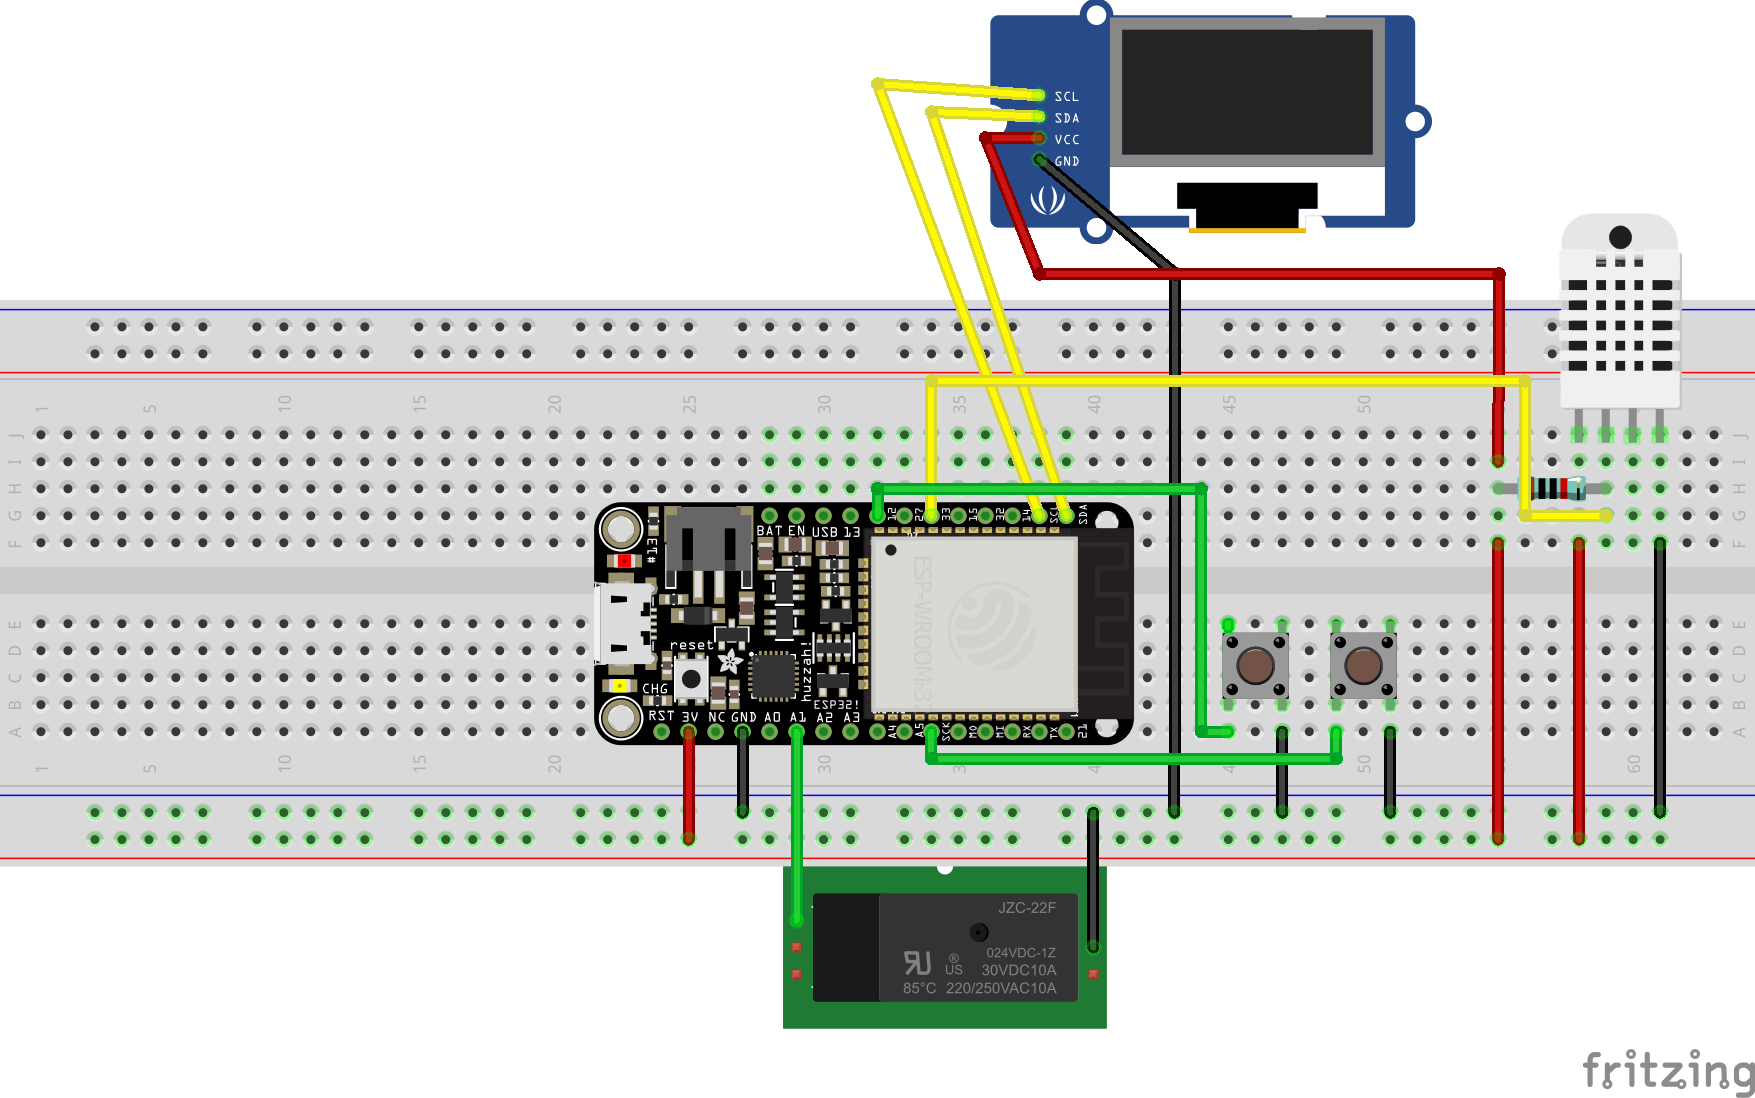 SCL
SDA
VCC
GND
1
5
10
15
20
25
30
35
40
45
50
J
I
H
G
F
BAT EN USB 13
12
27
33
15
32
14
SCL
SDA
#13
ESP-WROOM-32
reset
huzzah!
ESP32!
CHG
RST 3V NC GND A0 A1 A2 A3
A4
A5
SCK
MO
MI
RX
TX
21
E
D
C
B
A
1
5
10
15
20
30
50
60
JZC-22F
024VDC-1Z
US
®
30VDC10A
85°C 220/250VAC10A
fritzing